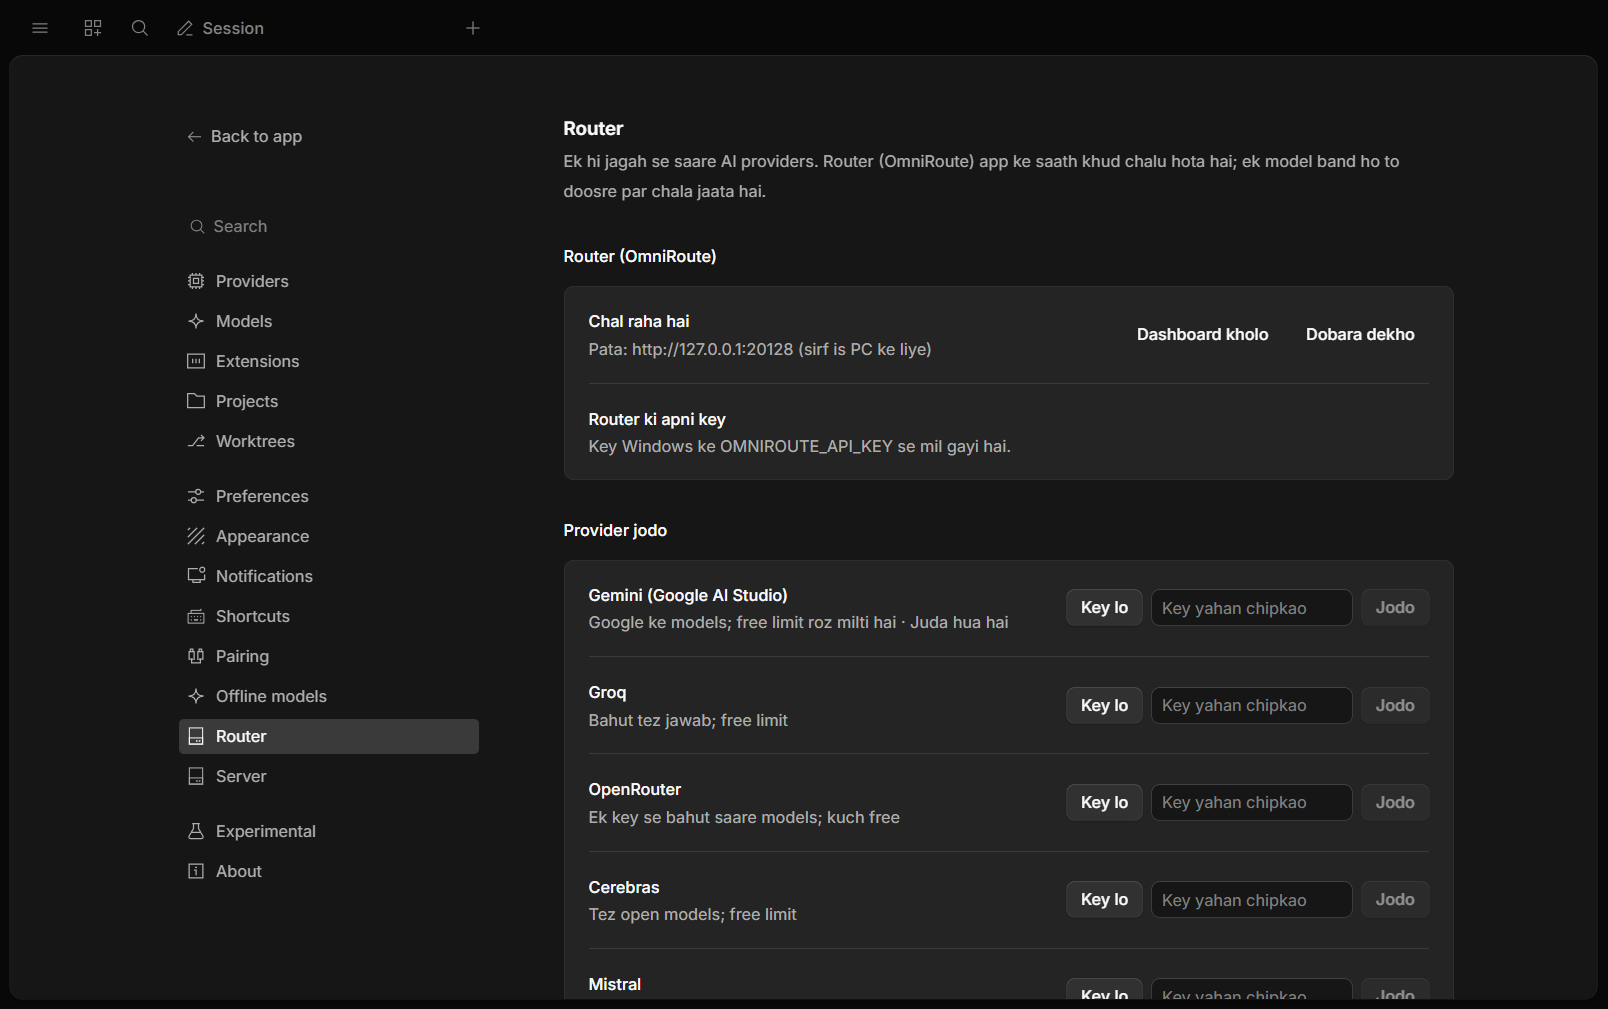 Session
Back to app
Search
Providers
Models
Extensions
Projects
Worktrees
Preferences
Appearance
Notifications
Shortcuts
Pairing
Offline models
Router
Server
Experimental
About
Router
Ek hi jagah se saare AI providers. Router (OmniRoute) app ke saath khud chalu hota hai; ek model band ho to
doosre par chala jaata hai.
Router (OmniRoute)
Chal raha hai
Pata: http://127.0.0.1:20128 (sirf is PC ke liye)
Dashboard kholo
Dobara dekho
Router ki apni key
Key Windows ke OMNIROUTE_API_KEY se mil gayi hai.
Provider jodo
Gemini (Google AI Studio)
Google ke models; free limit roz milti hai · Juda hua hai
Key lo
Key yahan chipkao
Jodo
Groq
Bahut tez jawab; free limit
Key lo
Key yahan chipkao
Jodo
OpenRouter
Ek key se bahut saare models; kuch free
Key lo
Key yahan chipkao
Jodo
Cerebras
Tez open models; free limit
Key lo
Key yahan chipkao
Jodo
Mistral
Key lo
Key yahan chipkao
Jodo